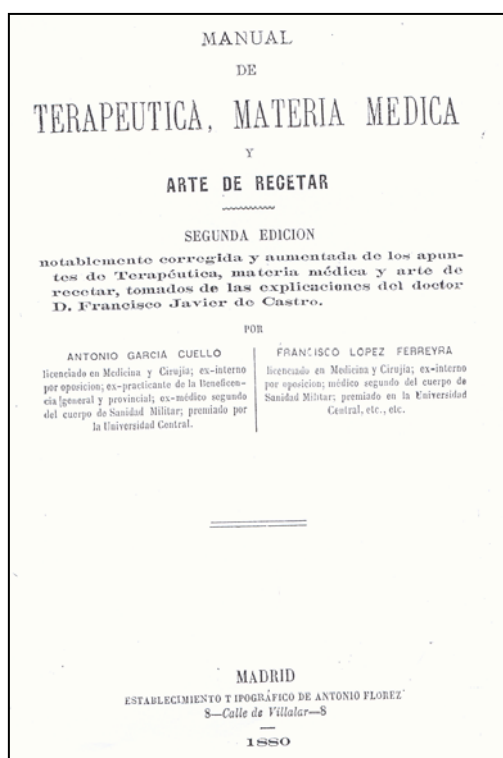 MANUAL
DE
TERAPEUTICA, MATERIA MEDICA
Y
ARTE DE RECETAR
SEGUNDA EDICION
notablemente corregida y aumentada de los apun-
tes de Terapéutica, materia médica y arte de
recetar, tomados de las explicaciones del doctor
D. Francisco Javier de Castro.
POR
ANTONIO GARCIA CUELLO
licenciado en Medicina y Cirujia; ex-interno
por oposicion; ex-practicante de la Beneficen-
cia general y provincial; ex-médico segundo
del cuerpo de Sanidad Militar; premiado por
la Universidad Central.
FRANCISCO LOPEZ FERREYRA
licenciado en Medicina y Cirujia; ex-interno
por oposicion; médico segundo del cuerpo de
Sanidad Militar; premiado en la Universidad
Central, etc., etc.
MADRID
ESTABLECIMIENTO TIPOGRÁFICO DE ANTONIO FLOREZ
8—Calle de Villalar—8
1880